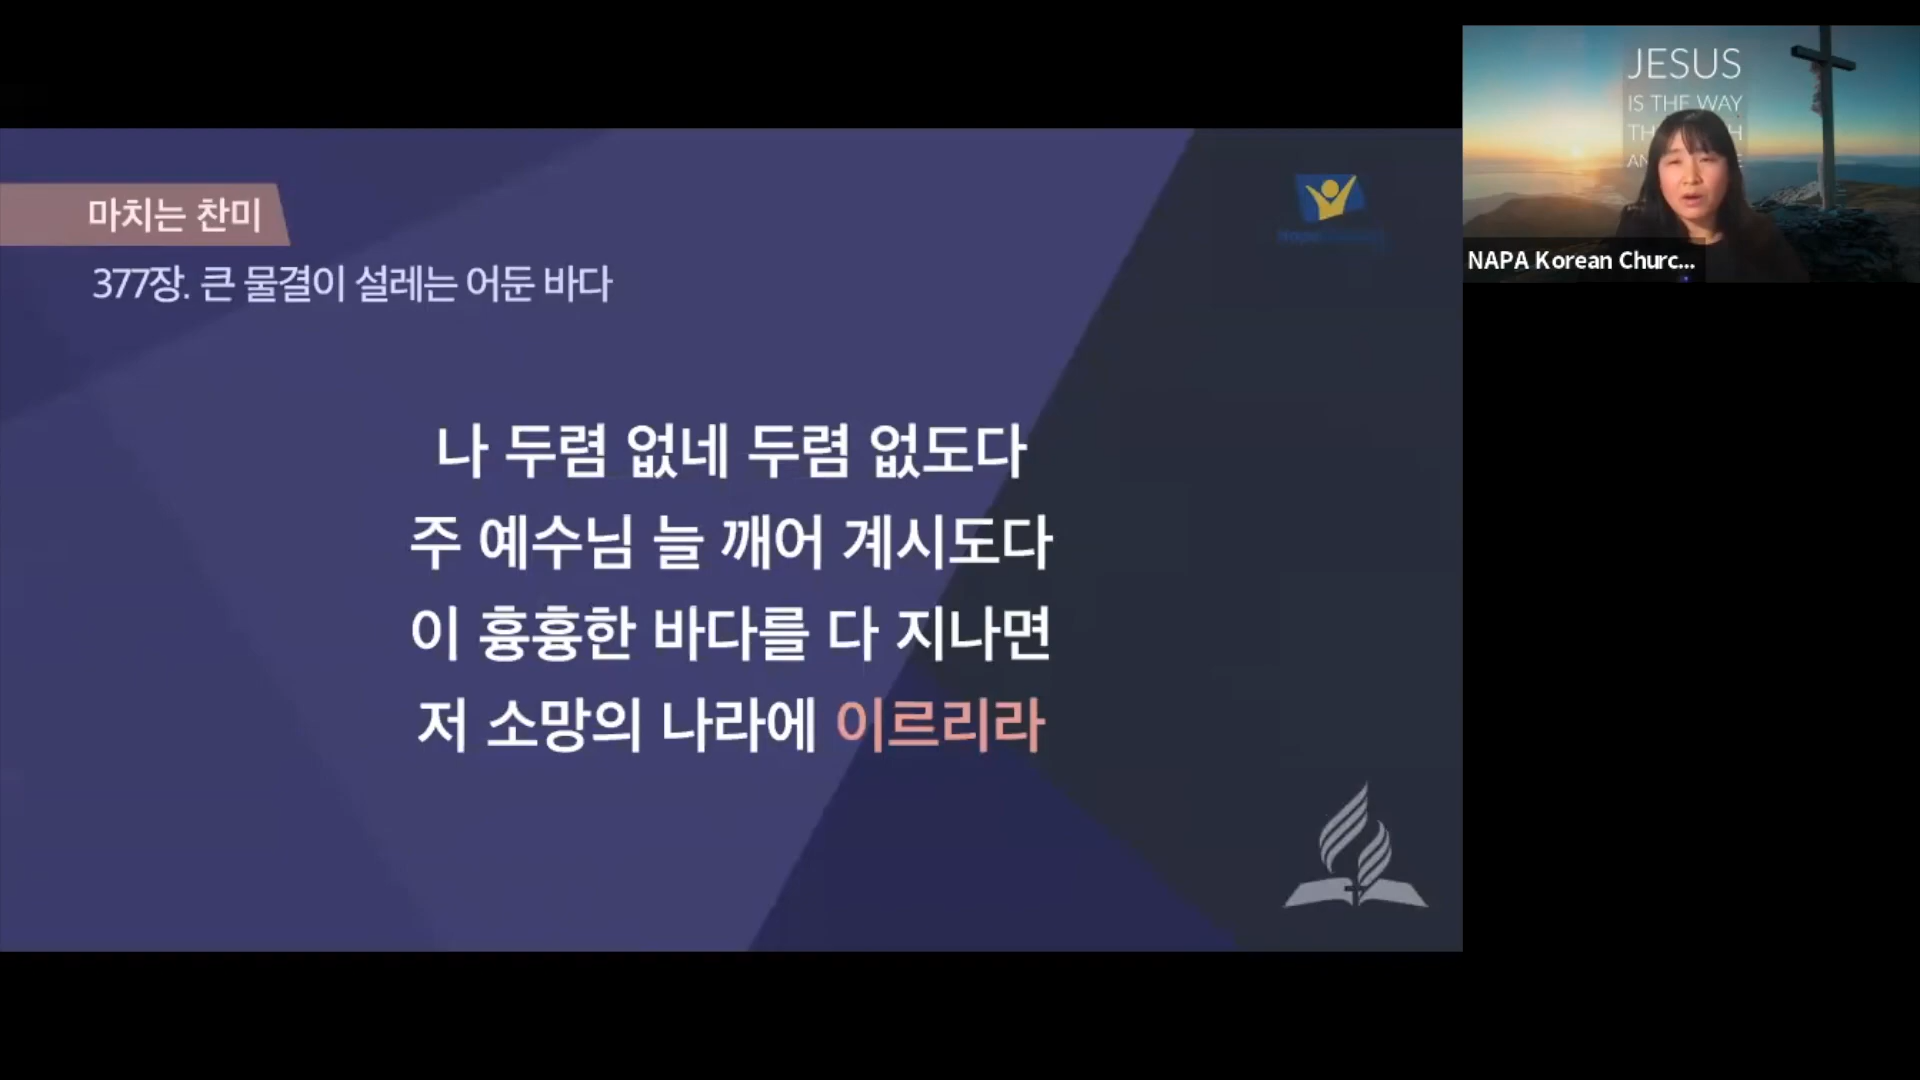 마치는 찬미
377장. 큰 물결이 설레는 어둔 바다
나 두렴 없네 두렴 없도다
주 예수님 늘 깨어 계시도다
이 흉흉한 바다를 다 지나면
저 소망의 나라에 이르리라
JESUS
IS THE WAY
NAPA Korean Churc...